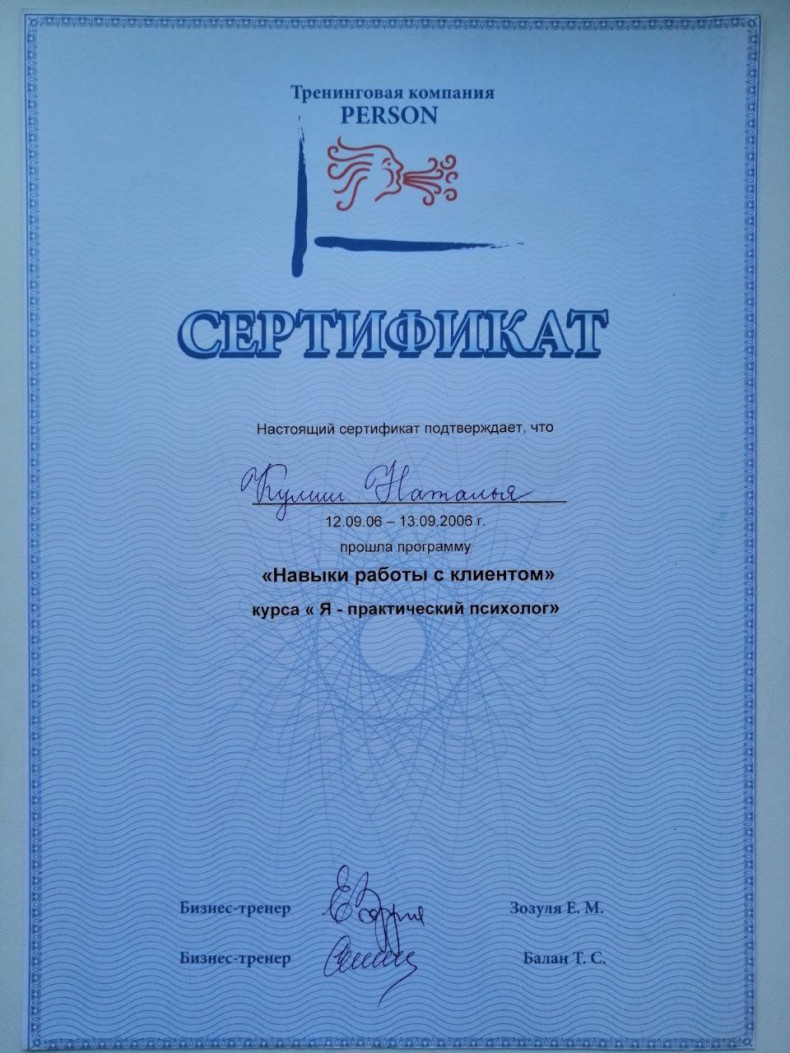 Тренинговая компания
PERSON
СЕРТИФИКАТ
Настоящий сертификат подтверждает, что
Кулиш Наталья
12.09.06 – 13.09.2006 г.
прошла программу
«Навыки работы с клиентом»
курса « Я - практический психолог»
Бизнес-тренер Зозуля Е. М.
Бизнес-тренер Балан Т. С.